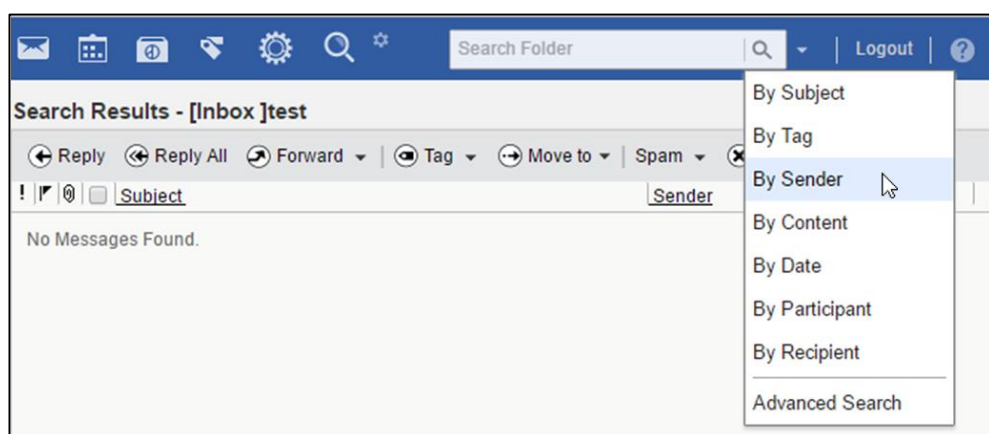 Search Folder
Logout
?
Search Results - [Inbox ]test
Reply Reply All Forward Tag Move to Spam
! Subject Sender
No Messages Found.
By Subject
By Tag
By Sender
By Content
By Date
By Participant
By Recipient
Advanced Search